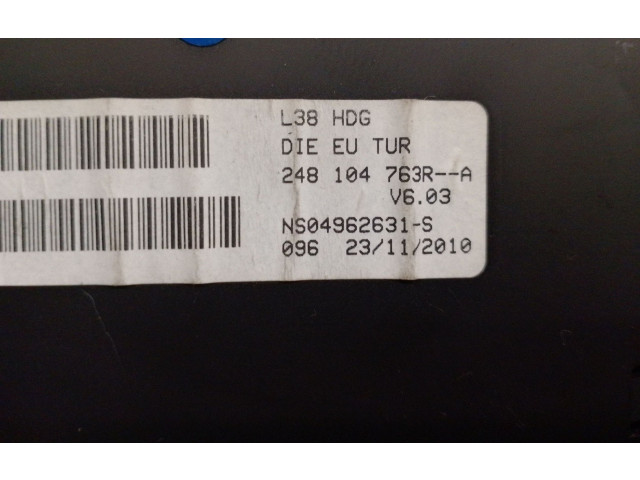 L38 HDG
DIE EU TUR
248 104 763R--A
V6.03
NS04962631-S
096 23/11/2010